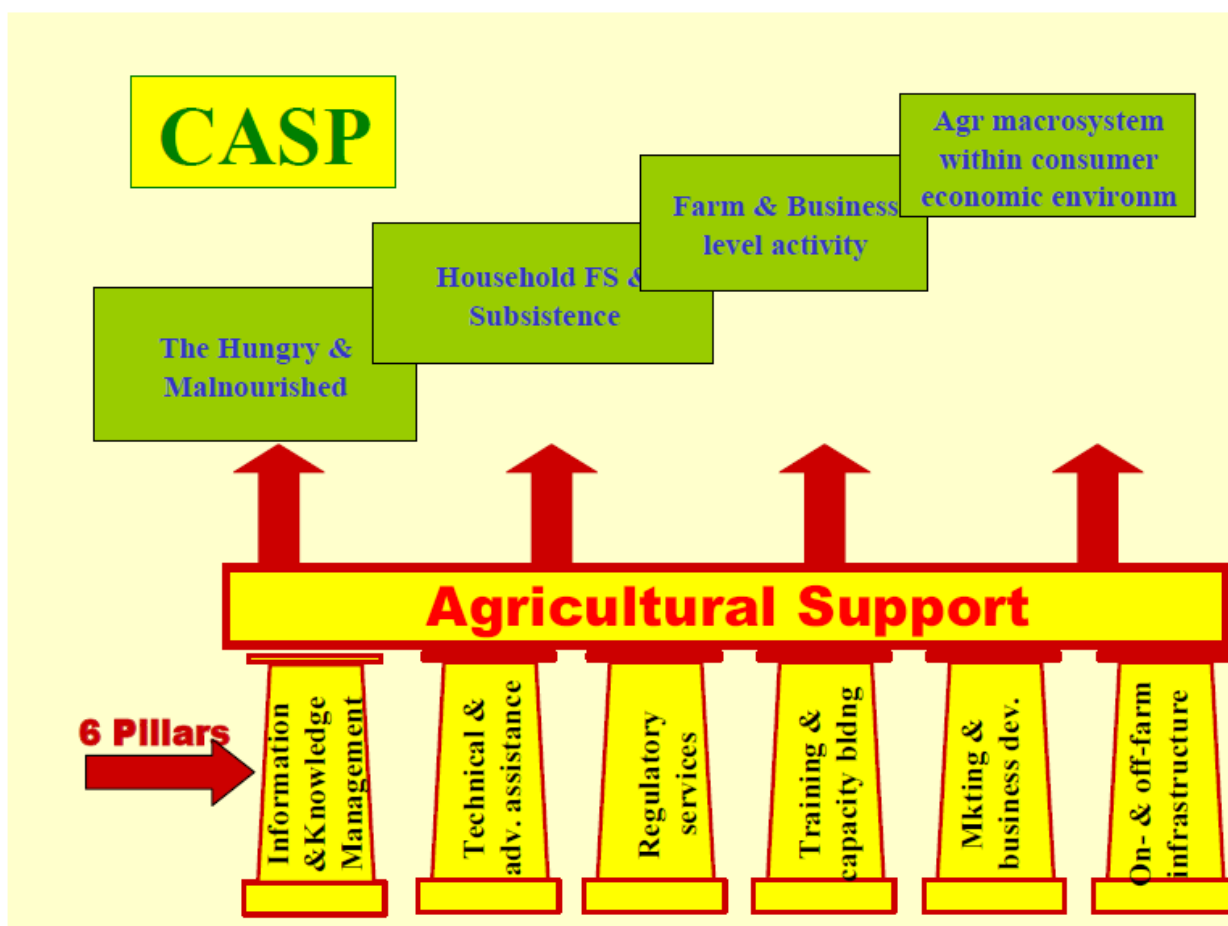 CASP
The Hungry &
Malnourished
Household FS &
Subsistence
Farm & Business
level activity
Agr macrosystem
within consumer
economic environm
Agricultural Support
6 PIllars
Information
&Knowledge
Management
Technical &
adv. assistance
Regulatory
services
Training &
capacity bldng
Mkting &
business dev.
On- & off-farm
infrastructure